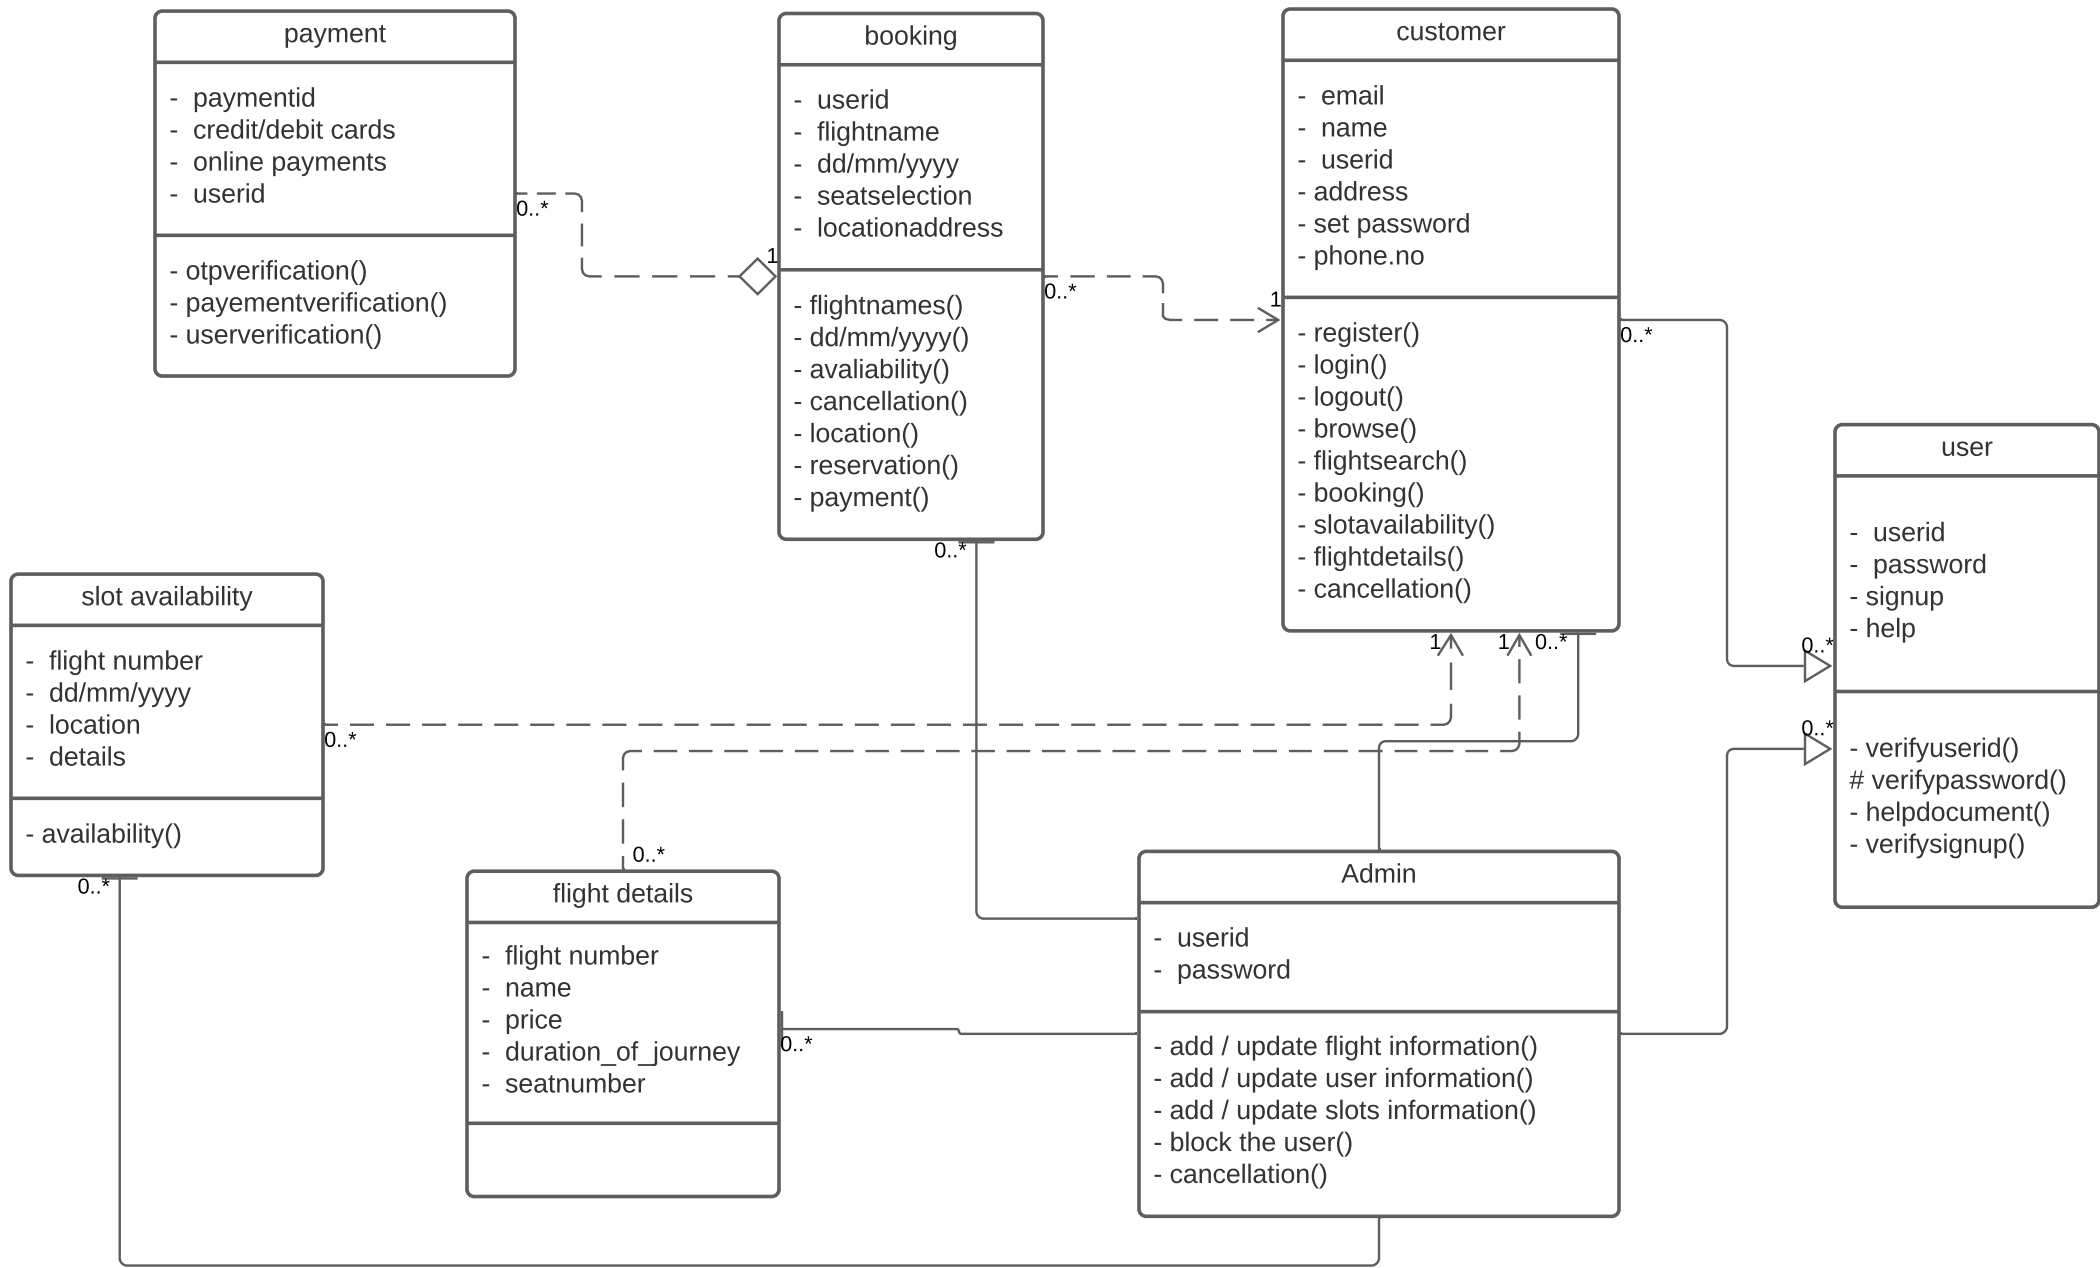 payment
- paymentid
- credit/debit cards
- online payments
- userid
- otpverification()
- payementverification()
- userverification()
0..*
1
booking
- userid
- flightname
- dd/mm/yyyy
- seatselection
- locationaddress
- flightnames()
- dd/mm/yyyy()
- avaliability()
- cancellation()
- location()
- reservation()
- payment()
0..*
0..*
1
customer
- email
- name
- userid
- address
- set password
- phone.no
- register()
- login()
- logout()
- browse()
- flightsearch()
- booking()
- slotavailability()
- flightdetails()
- cancellation()
0..*
1
1
0..*
user
- userid
- password
- signup
- help
- verifyuserid()
# verifypassword()
- helpdocument()
- verifysignup()
0..*
0..*
slot availability
- flight number
- dd/mm/yyyy
- location
- details
- availability()
0..*
0..*
flight details
- flight number
- name
- price
- duration_of_journey
- seatnumber
0..*
0..*
Admin
- userid
- password
- add / update flight information()
- add / update user information()
- add / update slots information()
- block the user()
- cancellation()